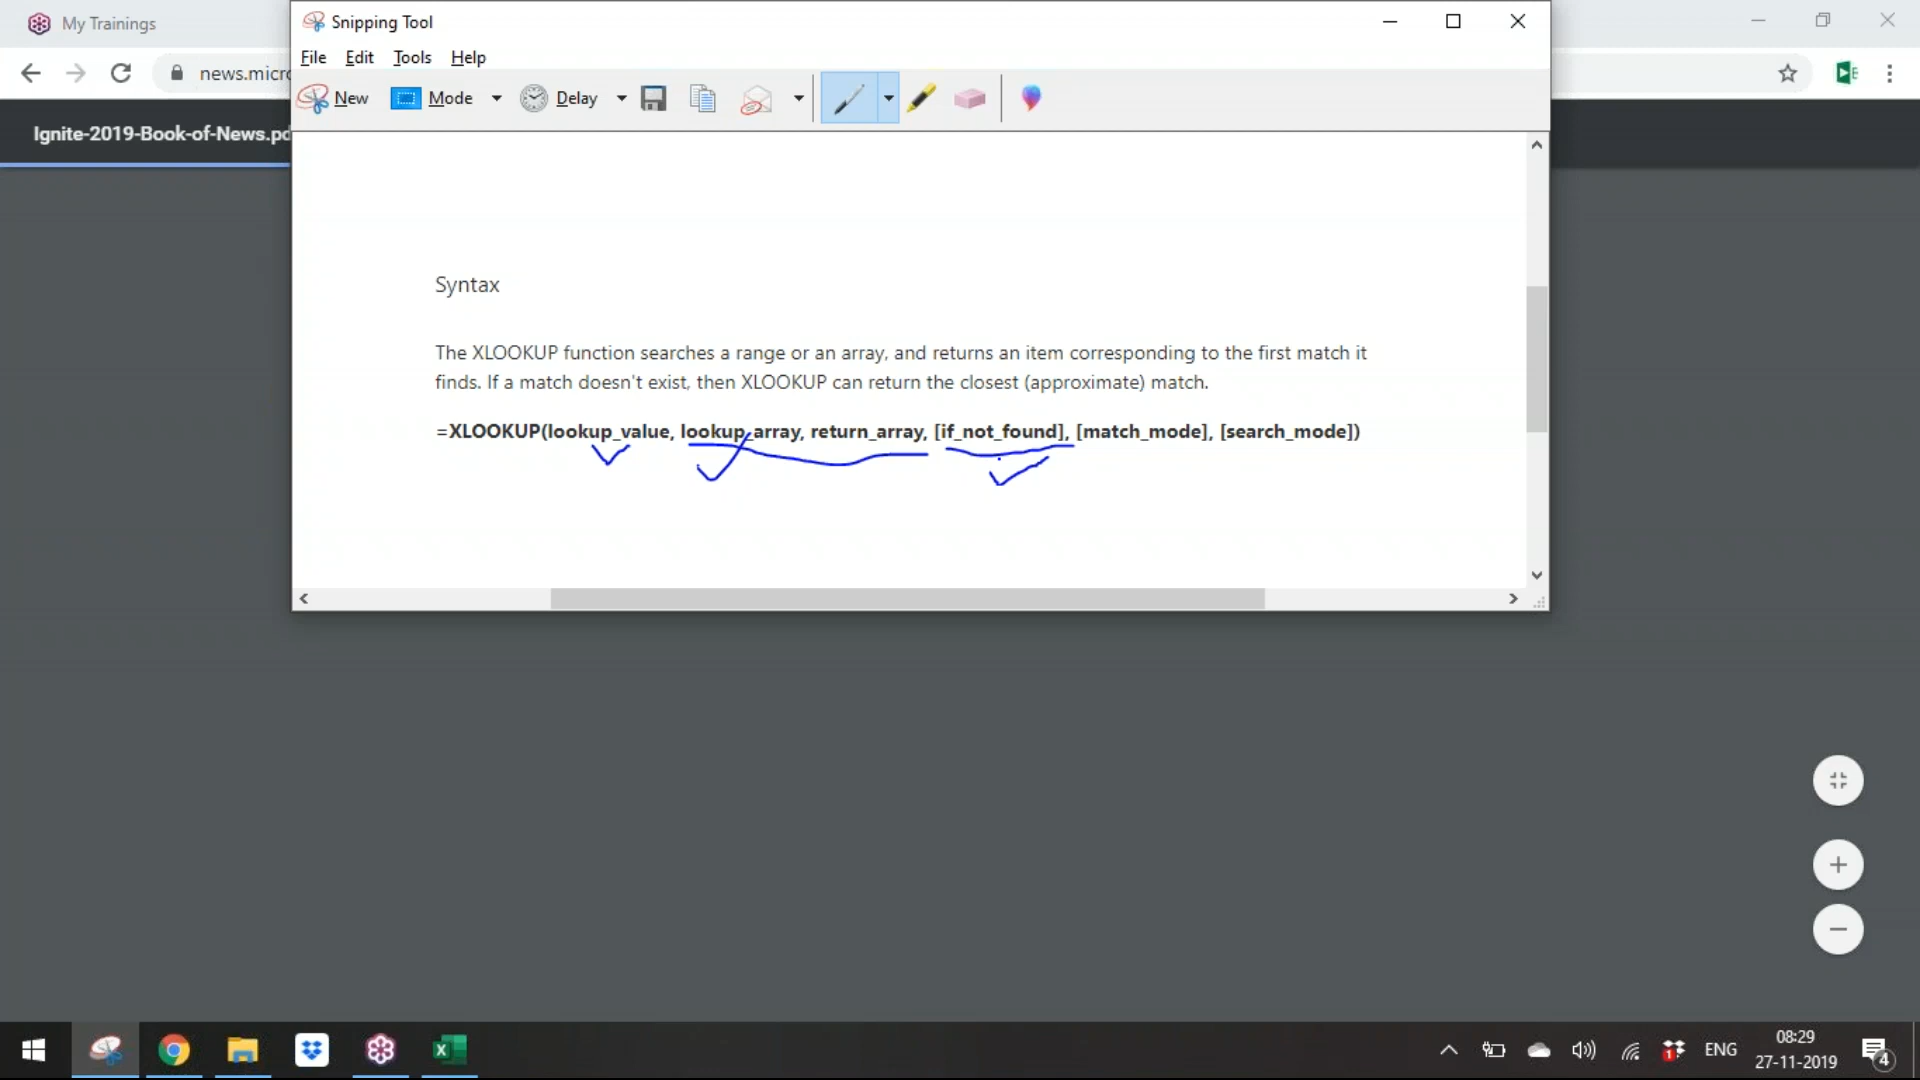 My Trainings
Snipping Tool
File Edit Tools Help
news.micro
New Mode Delay
Ignite-2019-Book-of-News.pd
Syntax
The XLOOKUP function searches a range or an array, and returns an item corresponding to the first match it
finds. If a match doesn't exist, then XLOOKUP can return the closest (approximate) match.
=XLOOKUP(lookup_value, lookup_array, return_array, [if_not_found], [match_mode], [search_mode])
ENG
08:29
27-11-2019
1
4